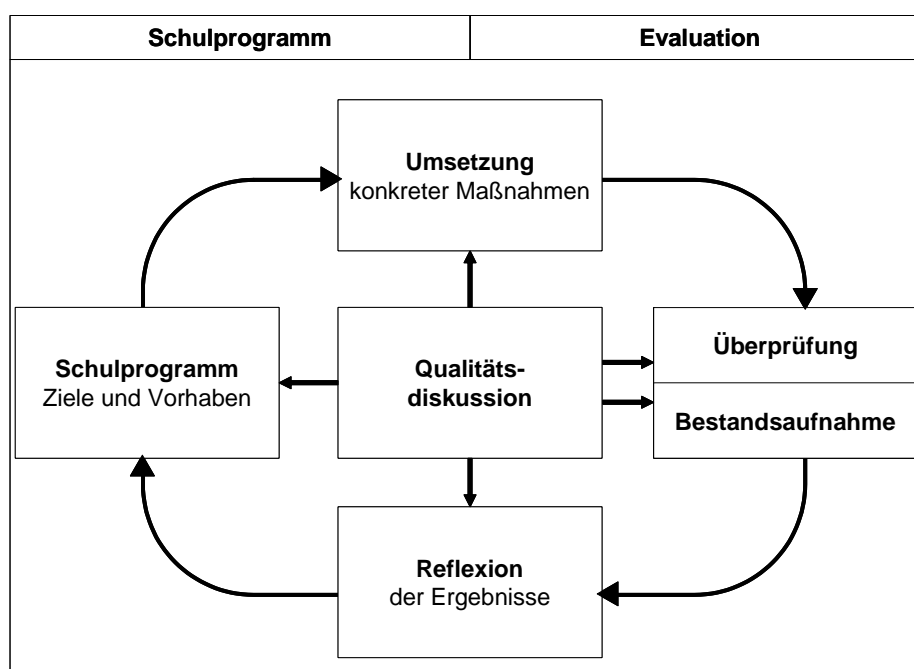 Schulprogramm
Evaluation
Umsetzung
konkreter Maßnahmen
Schulprogramm
Ziele und Vorhaben
Qualitäts-
diskussion
Überprüfung
Bestandsaufnahme
Reflexion
der Ergebnisse